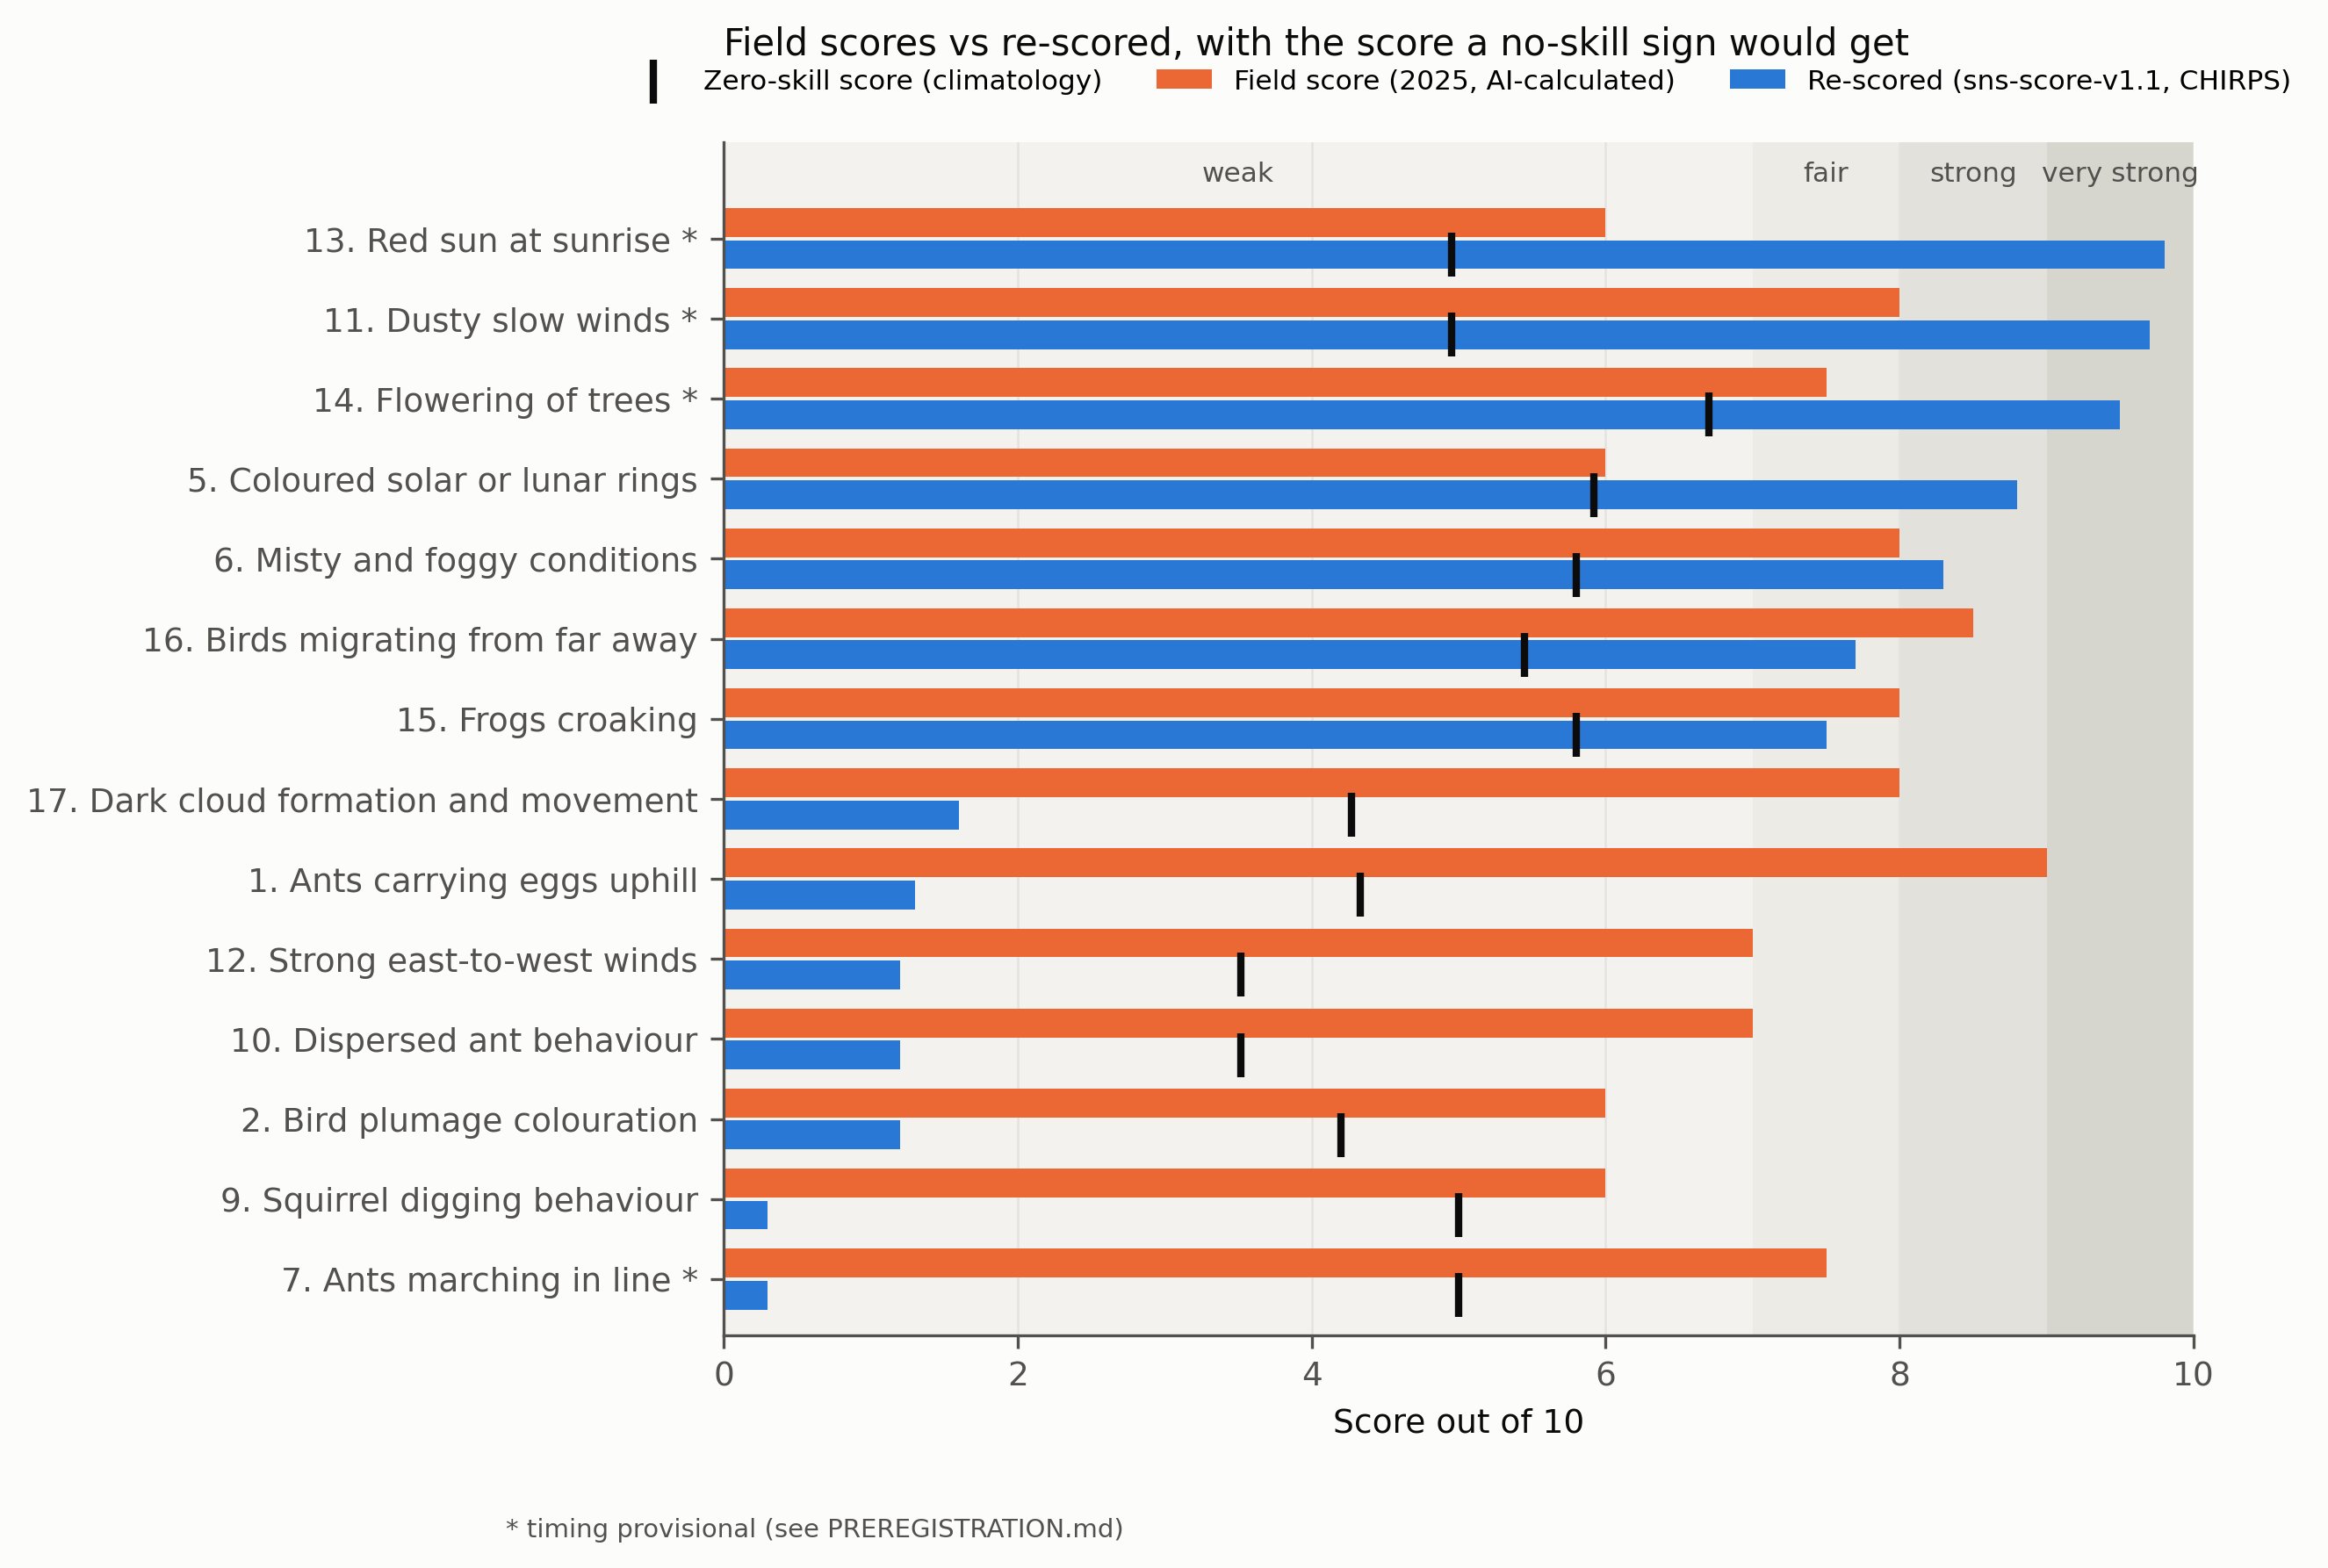 Field scores vs re-scored, with the score a no-skill sign would get
Zero-skill score (climatology) Field score (2025, AI-calculated) Re-scored (sns-score-v1.1, CHIRPS)
weak fair strong very strong
13. Red sun at sunrise *
11. Dusty slow winds *
14. Flowering of trees *
5. Coloured solar or lunar rings
6. Misty and foggy conditions
16. Birds migrating from far away
15. Frogs croaking
17. Dark cloud formation and movement
1. Ants carrying eggs uphill
12. Strong east-to-west winds
10. Dispersed ant behaviour
2. Bird plumage colouration
9. Squirrel digging behaviour
7. Ants marching in line *
0 2 4 6 8 10
Score out of 10
* timing provisional (see PREREGISTRATION.md)